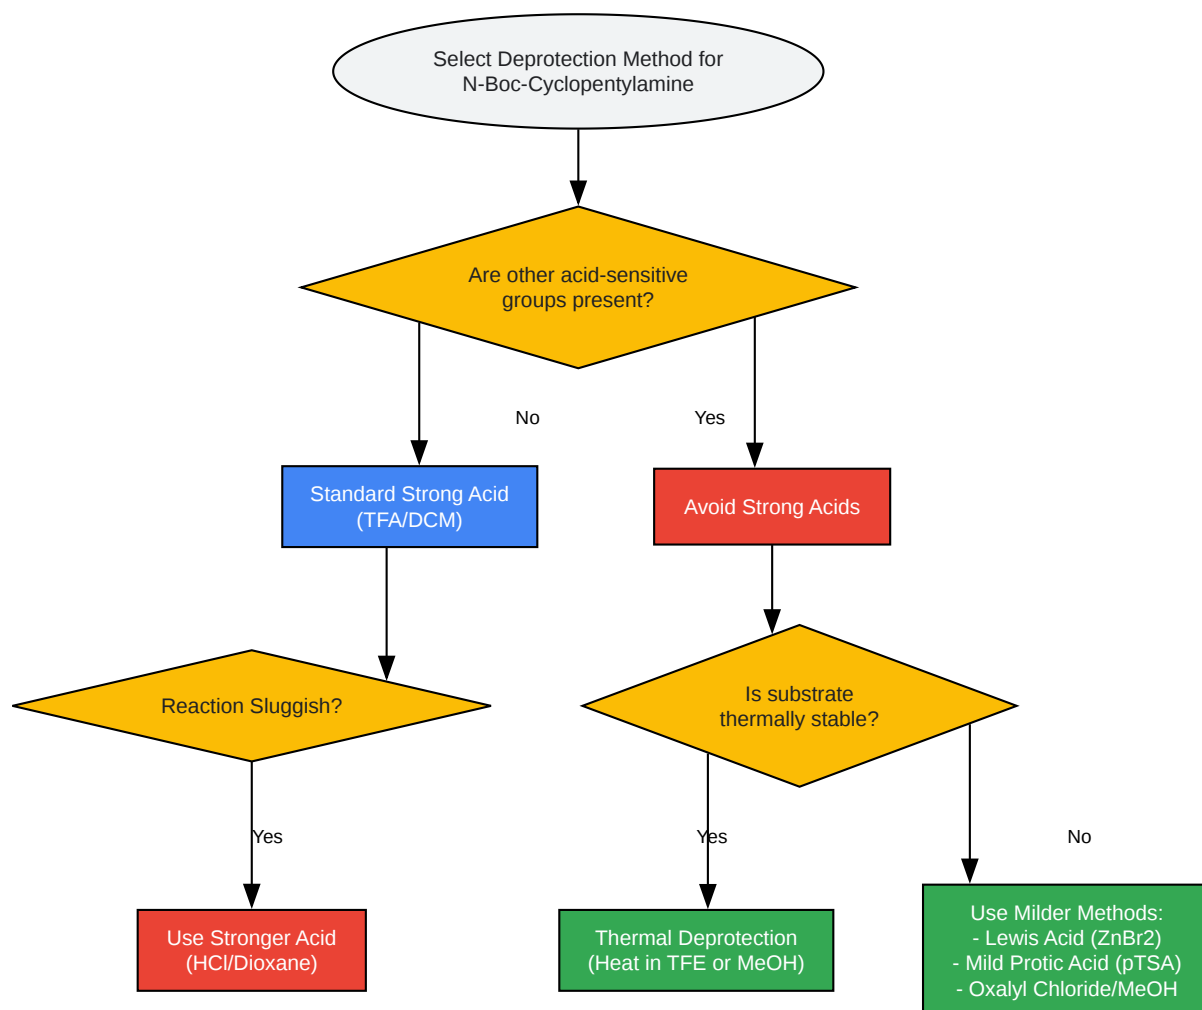 Select Deprotection Method for
N-Boc-Cyclopentylamine
Are other acid-sensitive
groups present?
No
Yes
Standard Strong Acid
(TFA/DCM)
Avoid Strong Acids
Reaction Sluggish?
Is substrate
thermally stable?
Yes
Yes
No
Use Stronger Acid
(HCl/Dioxane)
Thermal Deprotection
(Heat in TFE or MeOH)
Use Milder Methods:
- Lewis Acid (ZnBr2)
- Mild Protic Acid (pTSA)
- Oxalyl Chloride/MeOH